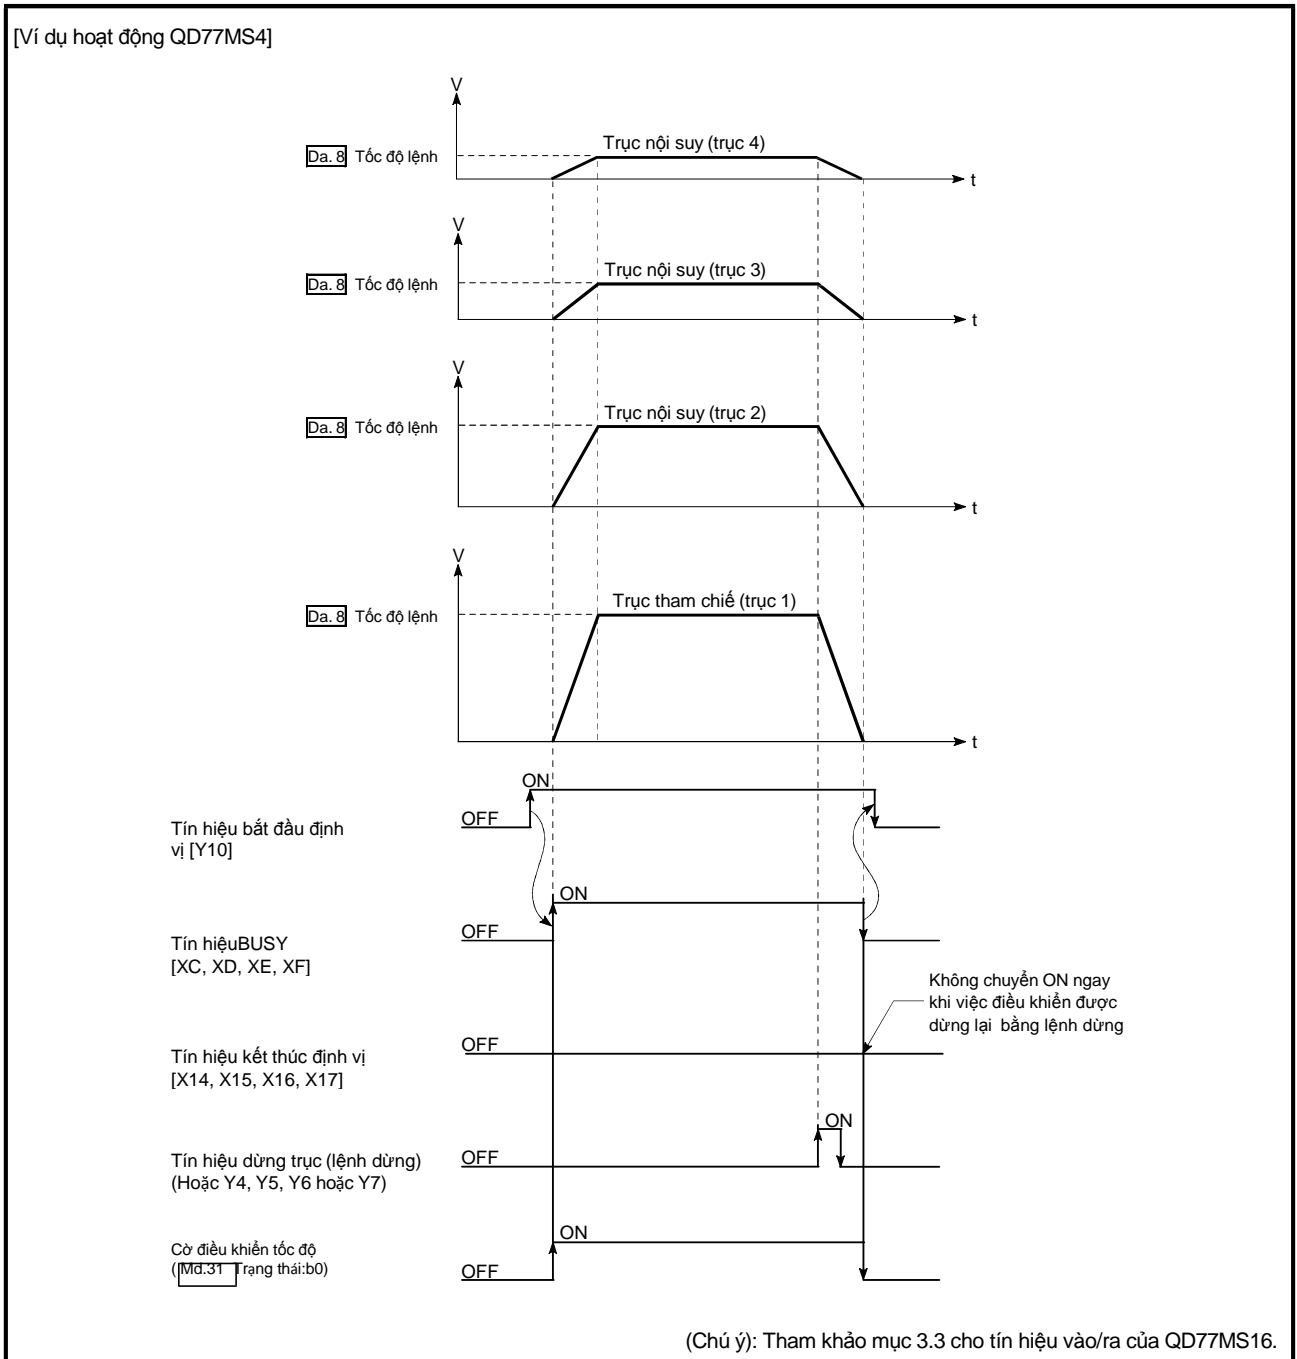 [Ví dụ hoạt động QD77MS4]
V
Trục nội suy (trục 4)
Da. 8 Tốc độ lệnh
t
V
Trục nội suy (trục 3)
Da. 8 Tốc độ lệnh
t
V
Trục nội suy (trục 2)
Da. 8 Tốc độ lệnh
t
V
Trục tham chiế (trục 1)
Da. 8 Tốc độ lệnh
t
ON
OFF
Tín hiệu bắt đầu định
vị [Y10]
ON
OFF
Tín hiệuBUSY
[XC, XD, XE, XF]
Không chuyển ON ngay
khi việc điều khiển được
dừng lại bằng lệnh dừng
OFF
Tín hiệu kết thúc định vị
[X14, X15, X16, X17]
ON
OFF
Tín hiệu dừng trục (lệnh dừng)
(Hoặc Y4, Y5, Y6 hoặc Y7)
ON
Cờ điều khiển tốc độ
( Md.31 Trạng thái:b0)
OFF
(Chú ý): Tham khảo mục 3.3 cho tín hiệu vào/ra của QD77MS16.